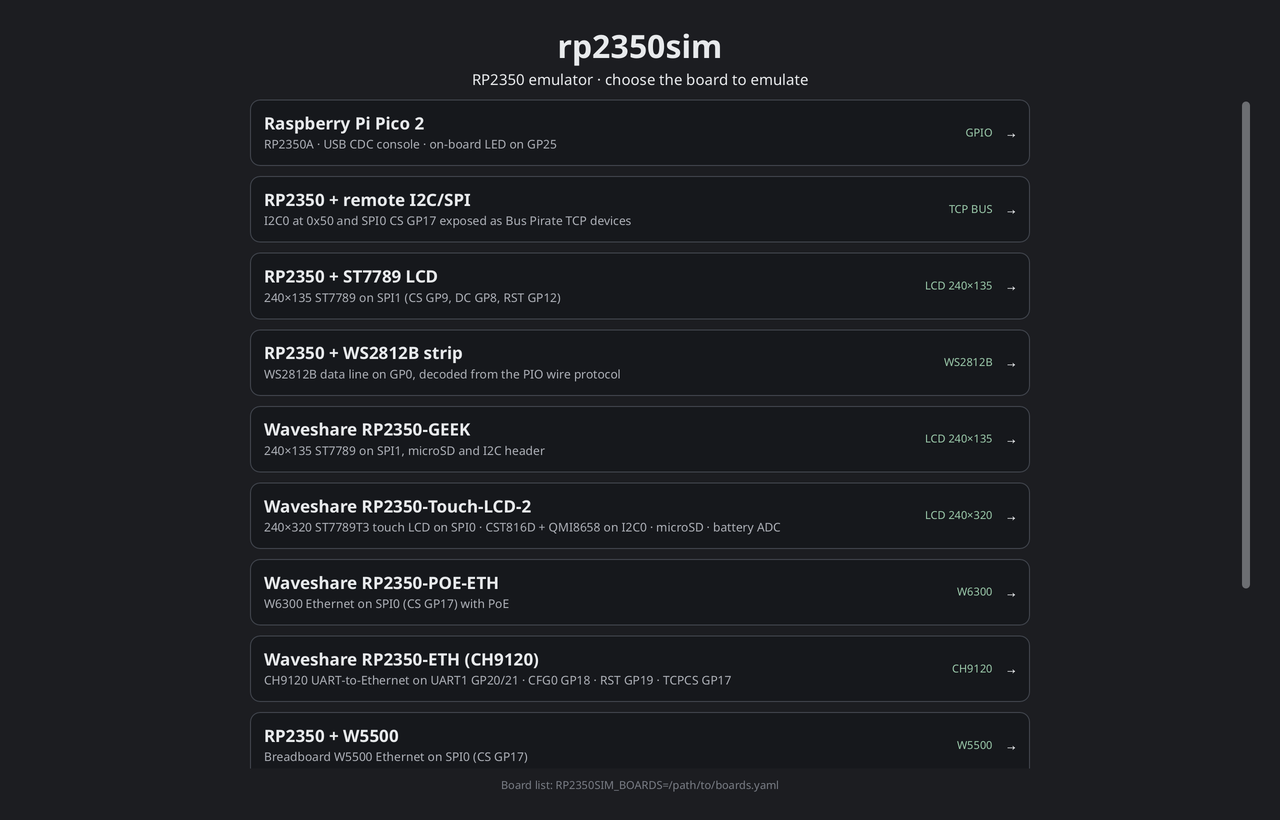 rp2350sim
RP2350 emulator · choose the board to emulate
Raspberry Pi Pico 2
RP2350A · USB CDC console · on-board LED on GP25
GPIO →
RP2350 + remote I2C/SPI
I2C0 at 0x50 and SPI0 CS GP17 exposed as Bus Pirate TCP devices
TCP BUS →
RP2350 + ST7789 LCD
240×135 ST7789 on SPI1 (CS GP9, DC GP8, RST GP12)
LCD 240×135 →
RP2350 + WS2812B strip
WS2812B data line on GP0, decoded from the PIO wire protocol
WS2812B →
Waveshare RP2350-GEEK
240×135 ST7789 on SPI1, microSD and I2C header
LCD 240×135 →
Waveshare RP2350-Touch-LCD-2
240×320 ST7789T3 touch LCD on SPI0 · CST816D + QMI8658 on I2C0 · microSD · battery ADC
LCD 240×320 →
Waveshare RP2350-POE-ETH
W6300 Ethernet on SPI0 (CS GP17) with PoE
W6300 →
Waveshare RP2350-ETH (CH9120)
CH9120 UART-to-Ethernet on UART1 GP20/21 · CFG0 GP18 · RST GP19 · TCPCS GP17
CH9120 →
RP2350 + W5500
Breadboard W5500 Ethernet on SPI0 (CS GP17)
W5500 →
Board list: RP2350SIM_BOARDS=/path/to/boards.yaml